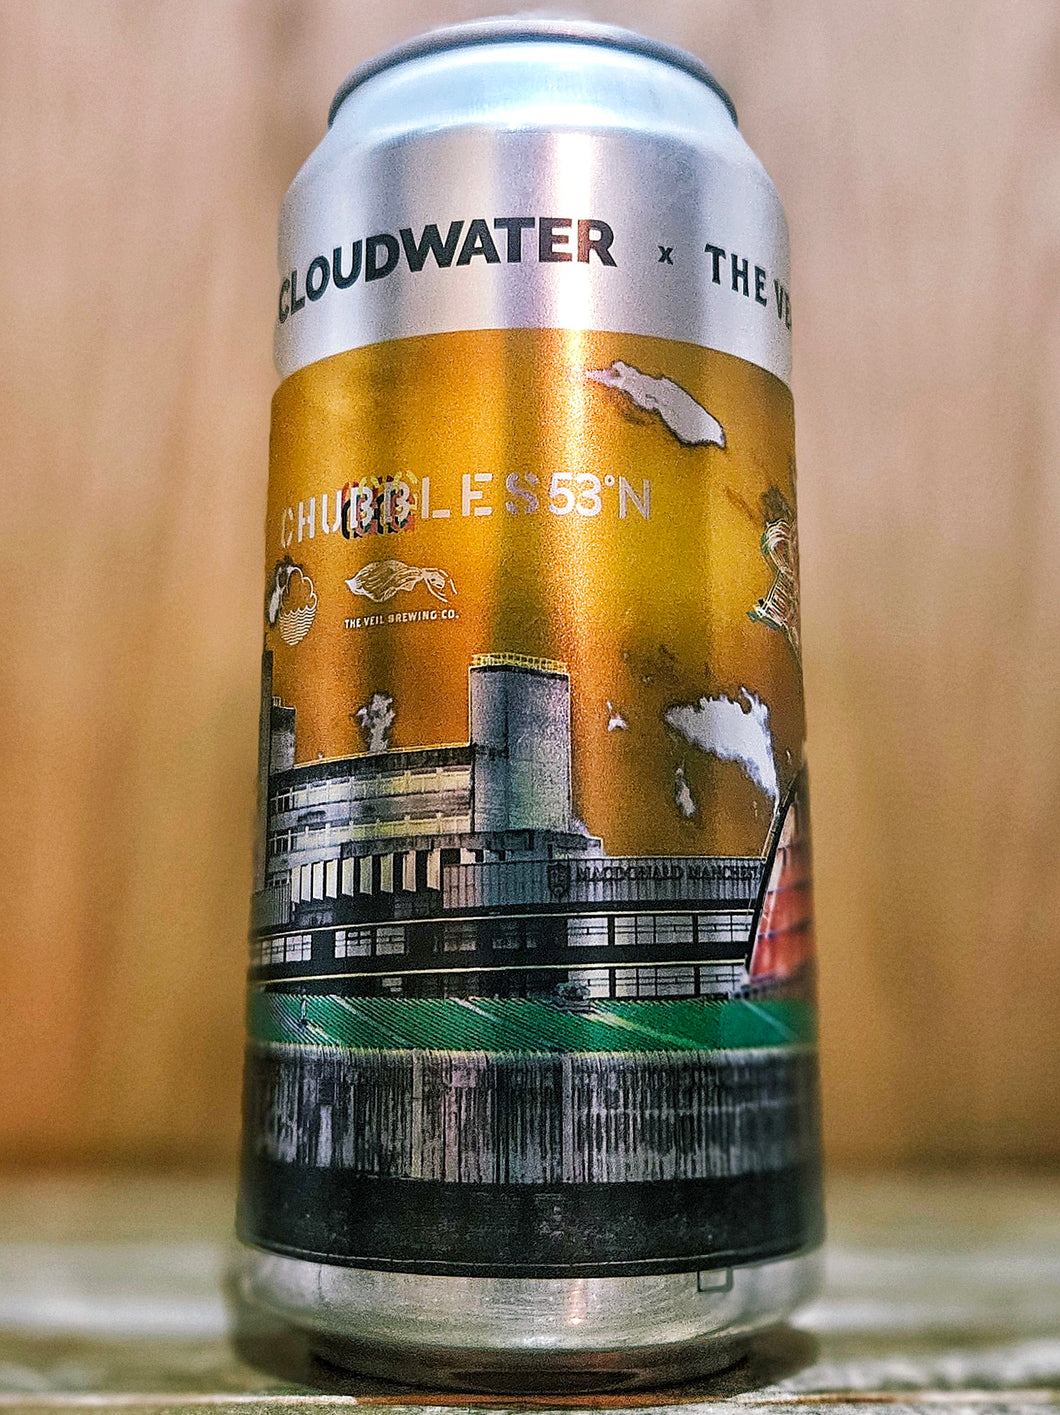 CLOUDWATER x THE VE
CHUBBLES 53°N
THE VEIL BREWING CO.
MACDONALD MANCHEST